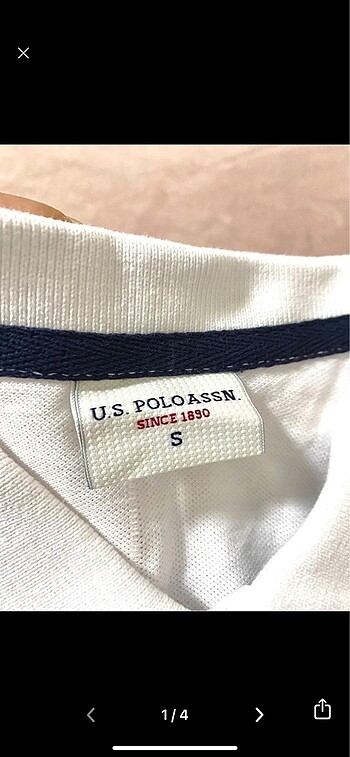 U.S. POLO ASSN.
SINCE 1890
S
1/4